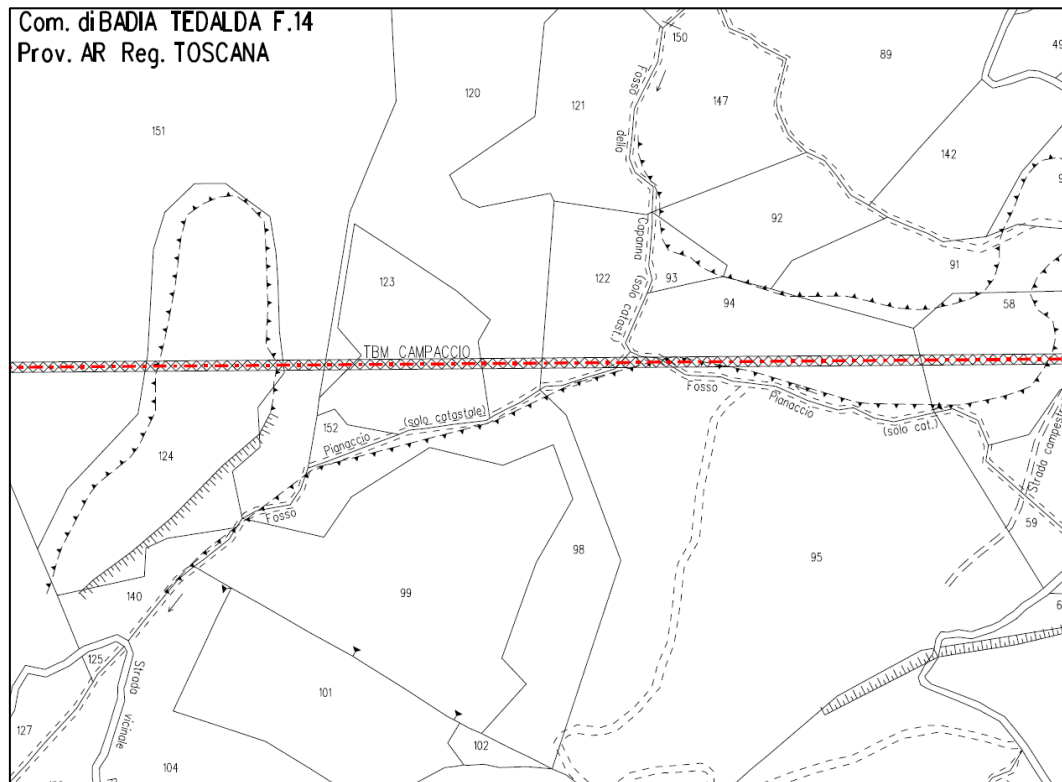 Com. di BADIA TEDALDA F.14
Prov. AR Reg. TOSCANA
150
89
120
121
147
151
Fosso
della
142
92
Capanna (solo catast.)
91
123
122
93
94
58
TBM CAMPACCIO
Fosso
Pianaccio
(solo cat.)
152
Pianaccio
(solo catastale)
124
Fosso
Strada campestre
59
98
95
99
140
125
Strada vicinale
101
127
102
104